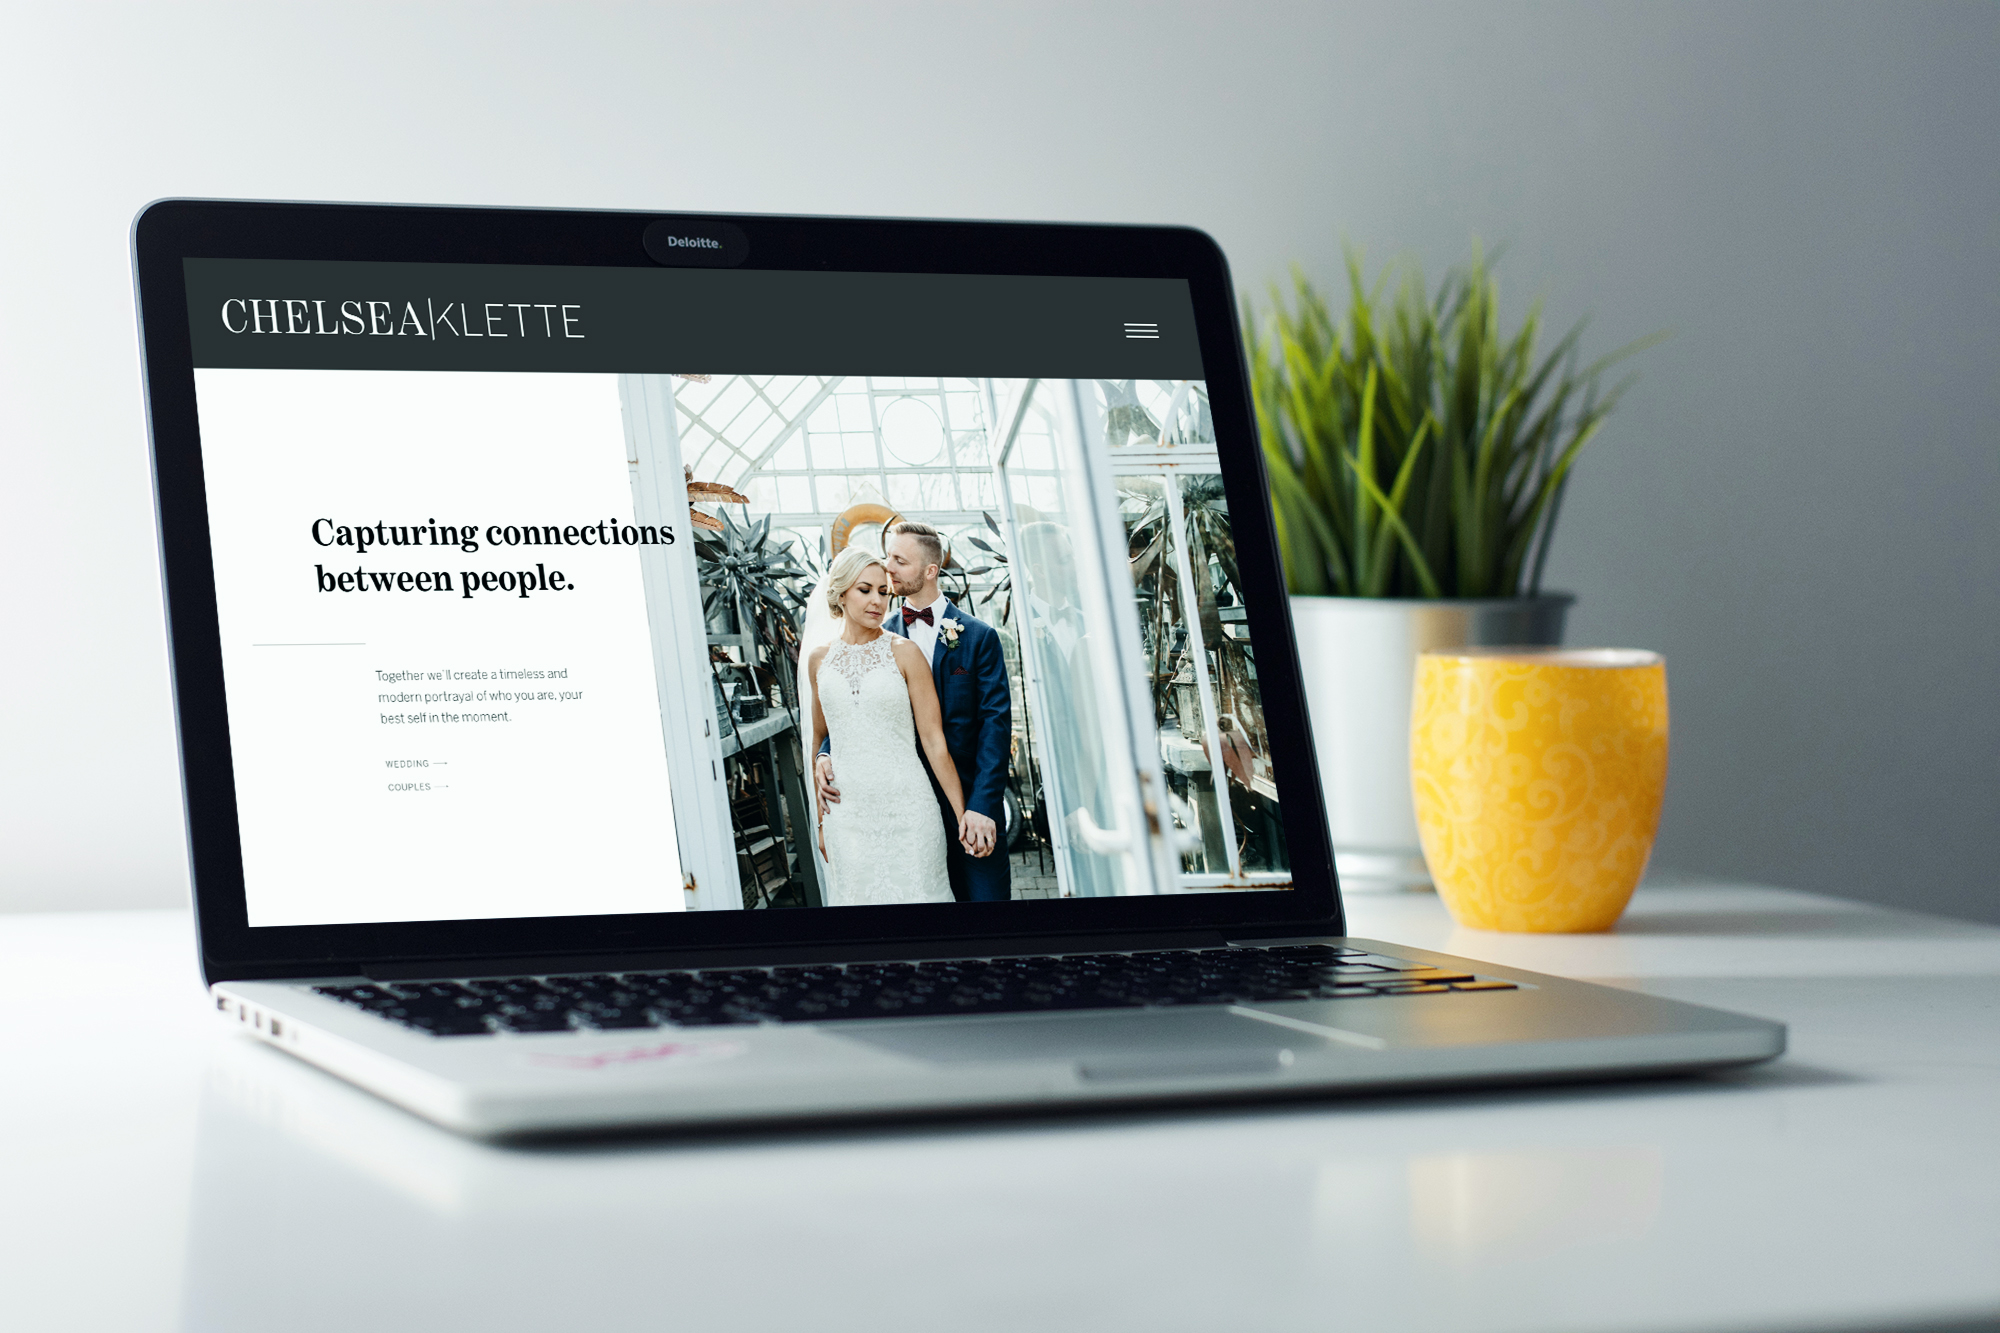 Deloitte.
CHELSEA|KLETTE
Capturing connections
between people.
Together we'll create a timeless and
modern portrayal of who you are, your
best self in the moment.
WEDDING →
COUPLES →